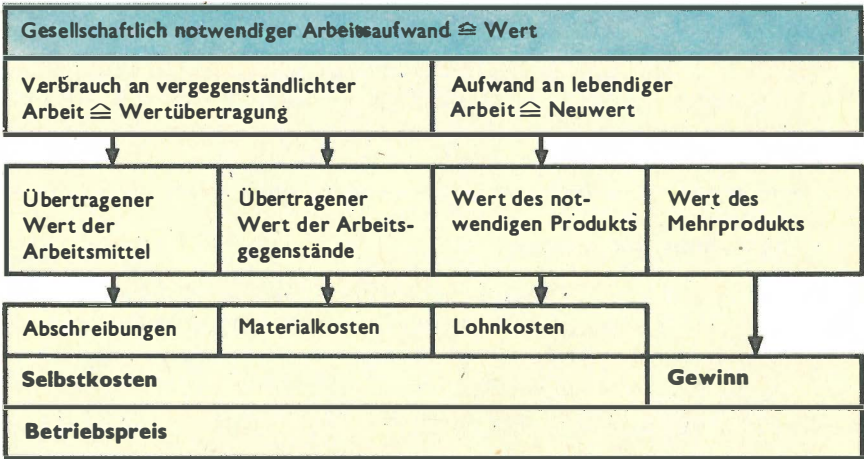 Gesellschaftlich notwendiger Arbeitsaufwand ≙ Wert
Verbrauch an vergegenständlichter
Arbeit ≙ Wertübertragung
Aufwand an lebendiger
Arbeit ≙ Neuwert
Übertragener
Wert der
Arbeitsmittel
Übertragener
Wert der Arbeits-
gegenstände
Wert des not-
wendigen Produkts
Wert des
Mehrprodukts
Abschreibungen
Materialkosten
Lohnkosten
Selbstkosten
Gewinn
Betriebspreis